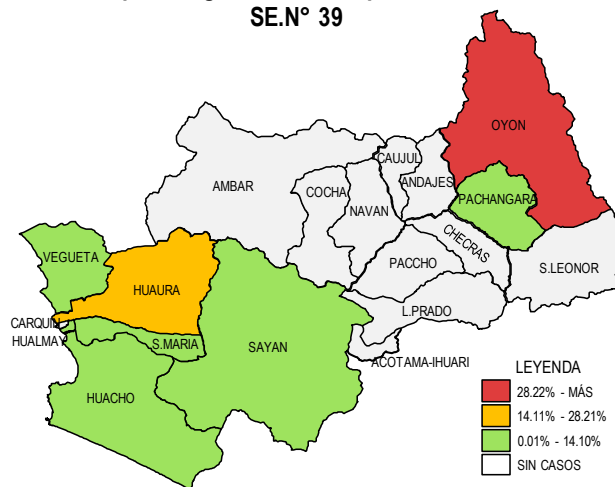 SE.N° 39
OYON
CAUJUL
ANDAJES
AMBAR
COCHA
PACHANGARA
NAVAN
CHECRAS
VEGUETA
PACCHO
S.LEONOR
HUAURA
L.PRADO
CARQUIN
HUALMAY
S.MARIA
SAYAN
ACOTAMA-IHUARI
HUACHO
LEYENDA
28.22% - MÁS
14.11% - 28.21%
0.01% - 14.10%
SIN CASOS